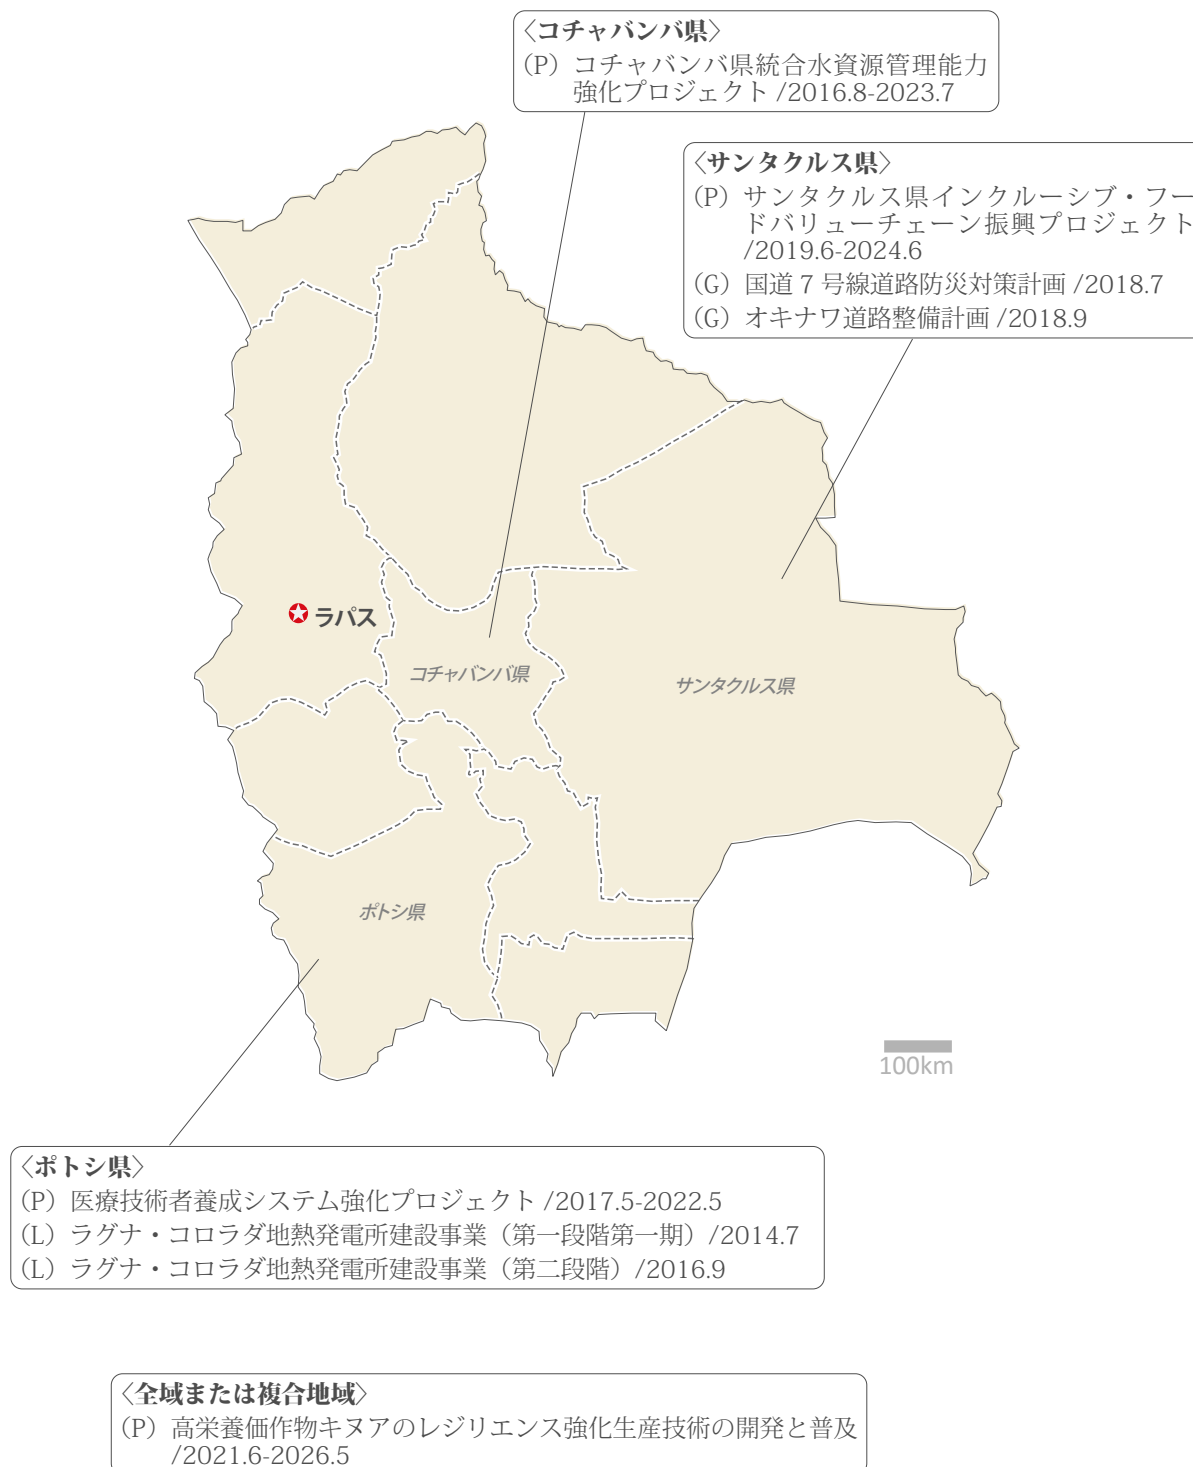 〈コチャバンバ県〉
(P) コチャバンバ県統合水資源管理能力
強化プロジェクト /2016.8-2023.7
〈サンタクルス県〉
(P) サンタクルス県インクルーシブ・フー
ドバリューチェーン振興プロジェクト
/2019.6-2024.6
(G) 国道 7 号線道路防災対策計画 /2018.7
(G) オキナワ道路整備計画 /2018.9
ラパス
コチャバンバ県
サンタクルス県
ポトシ県
100km
〈ポトシ県〉
(P) 医療技術者養成システム強化プロジェクト /2017.5-2022.5
(L) ラグナ・コロラダ地熱発電所建設事業（第一段階第一期）/2014.7
(L) ラグナ・コロラダ地熱発電所建設事業（第二段階）/2016.9
〈全域または複合地域〉
(P) 高栄養価作物キヌアのレジリエンス強化生産技術の開発と普及
/2021.6-2026.5